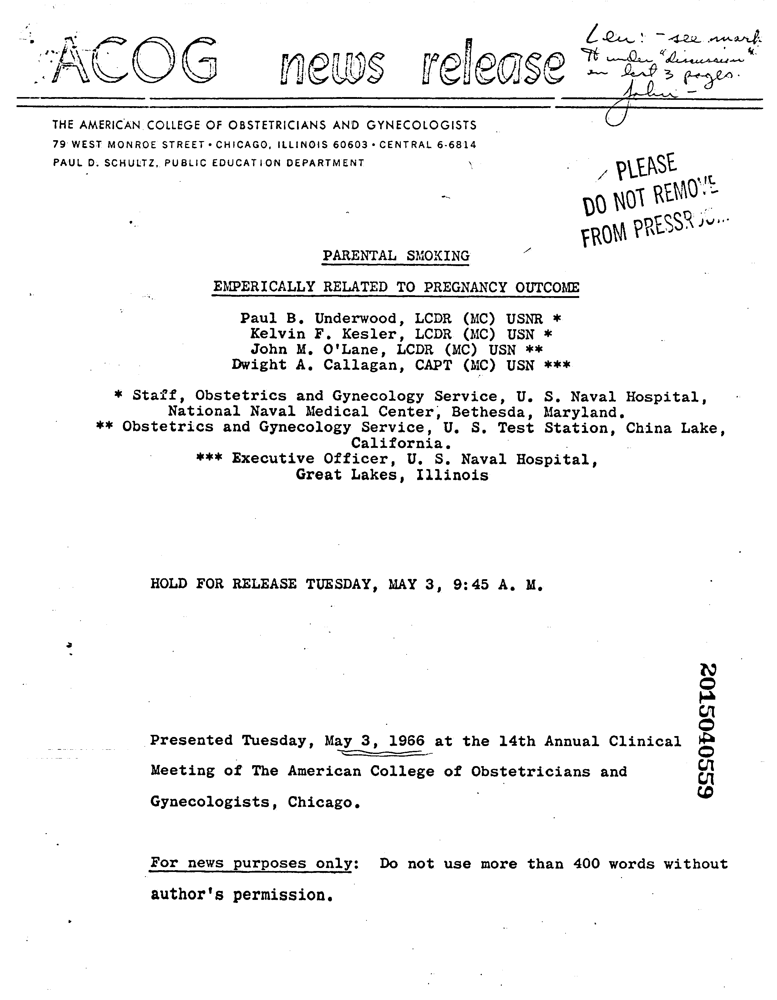 ACOG news release
Len: - see mark
¶ under "discussion"
on last 3 pages.
John -
THE AMERICAN COLLEGE OF OBSTETRICIANS AND GYNECOLOGISTS
79 WEST MONROE STREET • CHICAGO, ILLINOIS 60603 • CENTRAL 6-6814
PAUL D. SCHULTZ, PUBLIC EDUCATION DEPARTMENT
PLEASE
DO NOT REMOVE
FROM
PARENTAL SMOKING
EMPERICALLY RELATED TO PREGNANCY OUTCOME
Paul B. Underwood, LCDR (MC) USNR *
Kelvin F. Kesler, LCDR (MC) USN *
John M. O'Lane, LCDR (MC) USN **
Dwight A. Callagan, CAPT (MC) USN ***
* Staff, Obstetrics and Gynecology Service, U. S. Naval Hospital,
National Naval Medical Center, Bethesda, Maryland.
** Obstetrics and Gynecology Service, U. S. Test Station, China Lake,
California.
*** Executive Officer, U. S. Naval Hospital,
Great Lakes, Illinois
HOLD FOR RELEASE TUESDAY, MAY 3, 9:45 A. M.
Presented Tuesday, May 3, 1966 at the 14th Annual Clinical
Meeting of The American College of Obstetricians and
Gynecologists, Chicago.
For news purposes only: Do not use more than 400 words without
author's permission.
2015040559